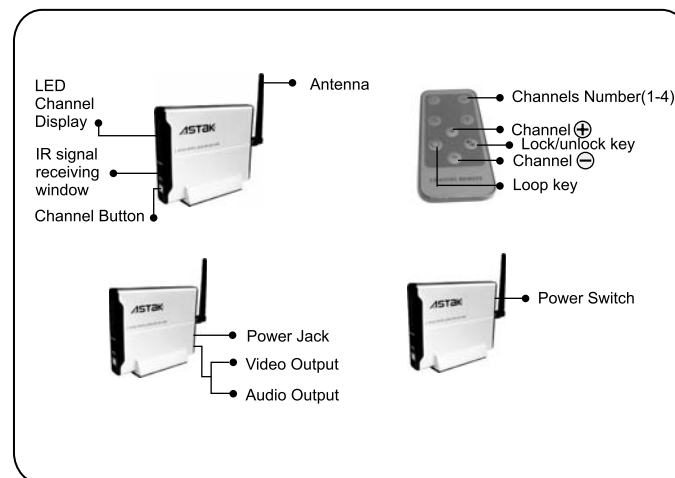 LED
Channel
Display
IR signal
receiving
window
Channel Button
ASTAK
Antenna
Channels Number(1-4)
Channel ⊕
Lock/unlock key
Channel ⊖
Loop key
ASTAK
Power Jack
Video Output
Audio Output
ASTAK
Power Switch